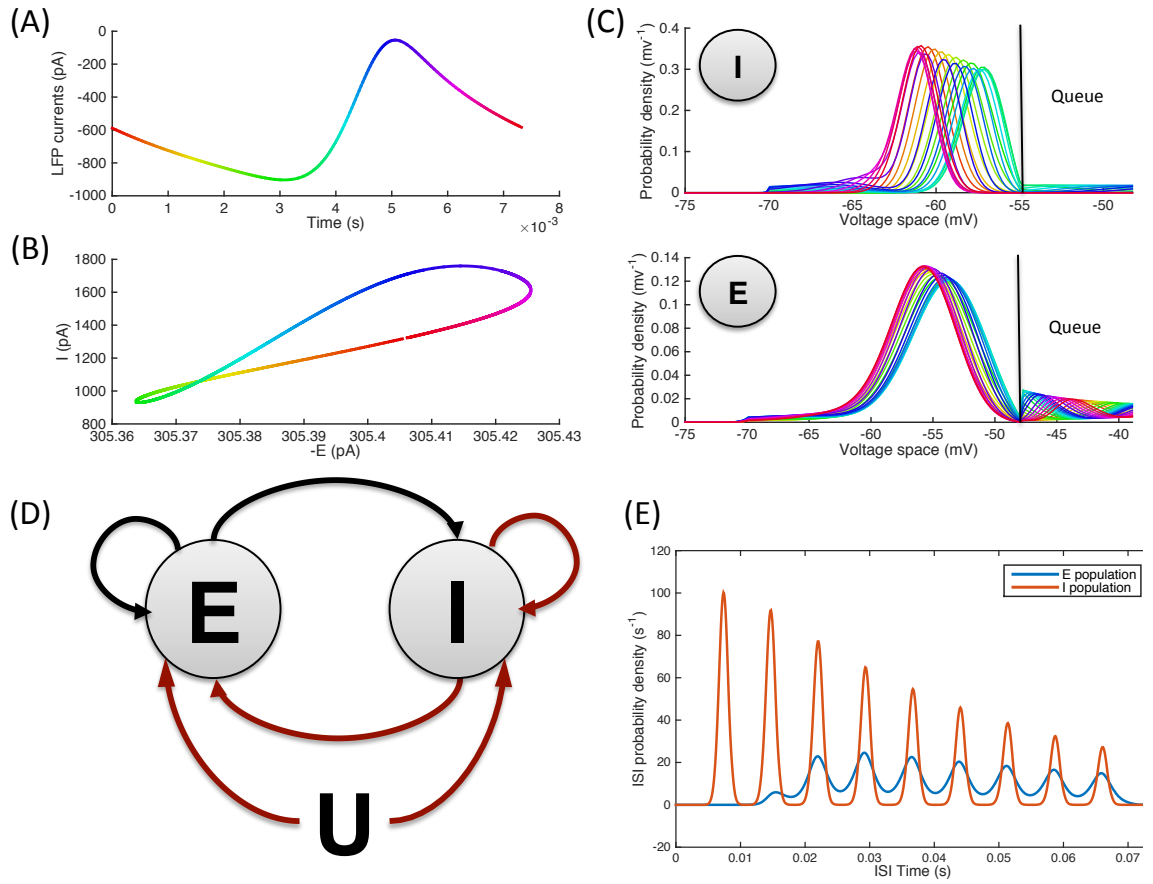 (A)
LFP currents (pA)
0
-200
-400
-600
-800
-1000
0 1 2 3 4 5 6 7 8
Time (s)
×10⁻³
(B)
I (pA)
1800
1600
1400
1200
1000
800
305.36 305.37 305.38 305.39 305.4 305.41 305.42 305.43
-E (pA)
(C)
Probability density (mv⁻¹)
0.4
0.3
0.2
0.1
0
I
Queue
-75 -70 -65 -60 -55 -50
Voltage space (mV)
Probability density (mv⁻¹)
0.14
0.12
0.1
0.08
0.06
0.04
0.02
0
E
Queue
-75 -70 -65 -60 -55 -50 -45 -40
Voltage space (mV)
(D)
E
I
U
(E)
ISI probability density (s⁻¹)
120
100
80
60
40
20
0
-20
E population
I population
0 0.01 0.02 0.03 0.04 0.05 0.06 0.07
ISI Time (s)